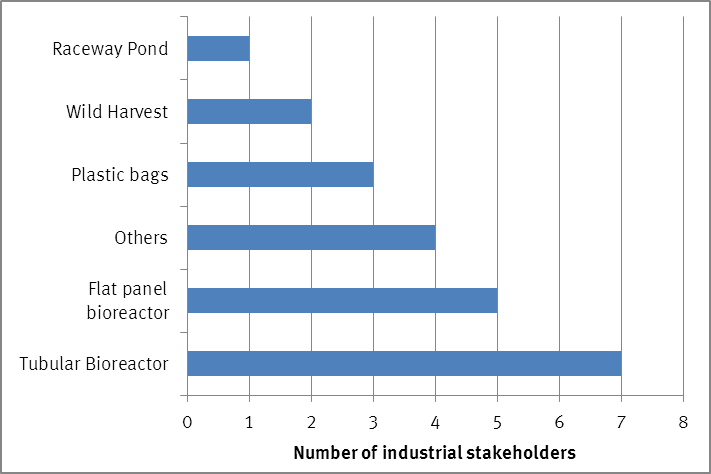 Raceway Pond
Wild Harvest
Plastic bags
Others
Flat panel
bioreactor
Tubular Bioreactor
0 1 2 3 4 5 6 7 8
Number of industrial stakeholders